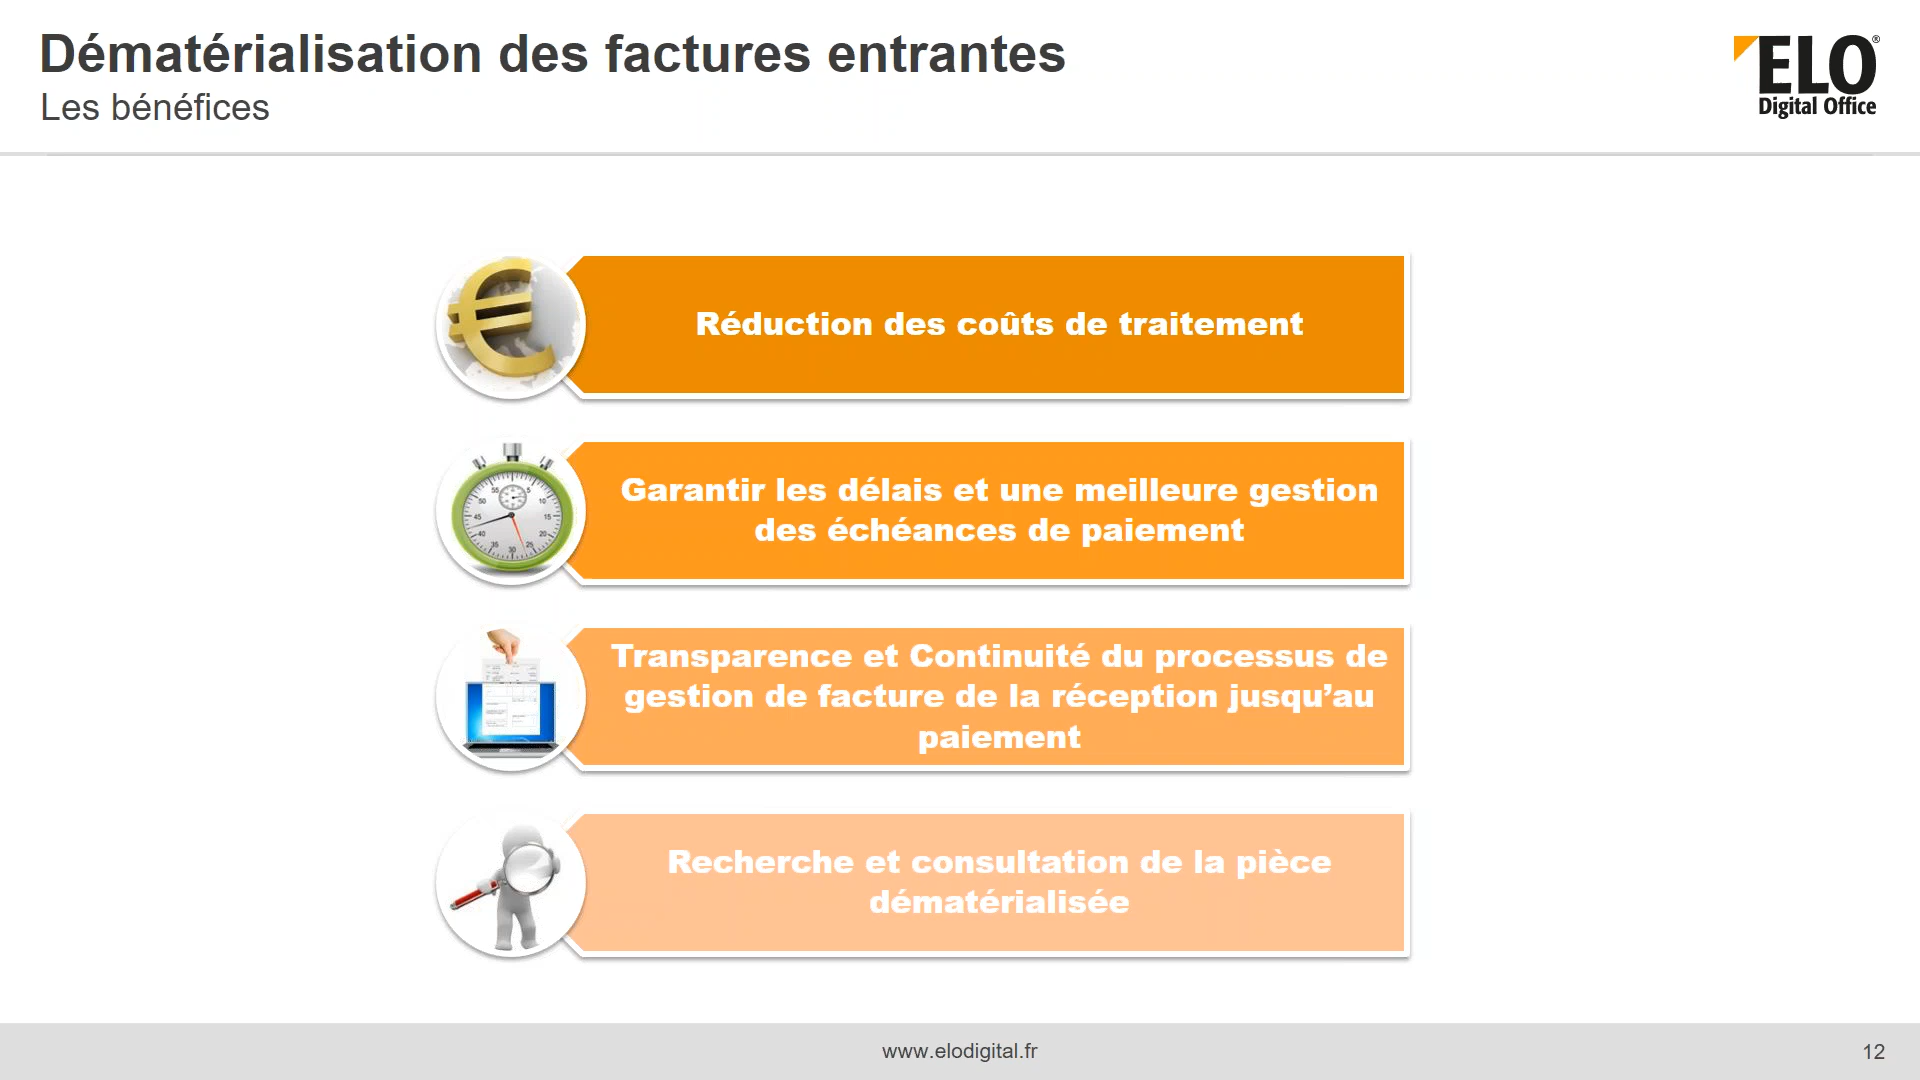 Dématérialisation des factures entrantes
Les bénéfices
ELO®
Digital Office
Réduction des coûts de traitement
Garantir les délais et une meilleure gestion
des échéances de paiement
Transparence et Continuité du processus de
gestion de facture de la réception jusqu’au
paiement
Recherche et consultation de la pièce
dématérialisée
www.elodigital.fr
12